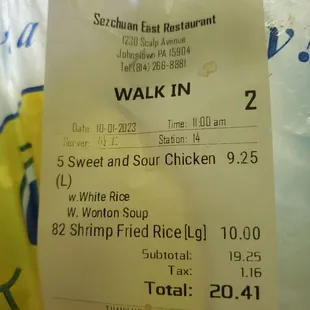 Sezchuan East Restaurant
1230 Scalp Avenue
Johnstown PA 15904
Tel:(814) 266-8881
WALK IN
2
Date: 10-01-2023 Time: 11:00 am
Server: Station: 14
5 Sweet and Sour Chicken 9.25
(L)
w.White Rice
W. Wonton Soup
82 Shrimp Fried Rice [Lg] 10.00
Subtotal: 19.25
Tax: 1.16
Total: 20.41